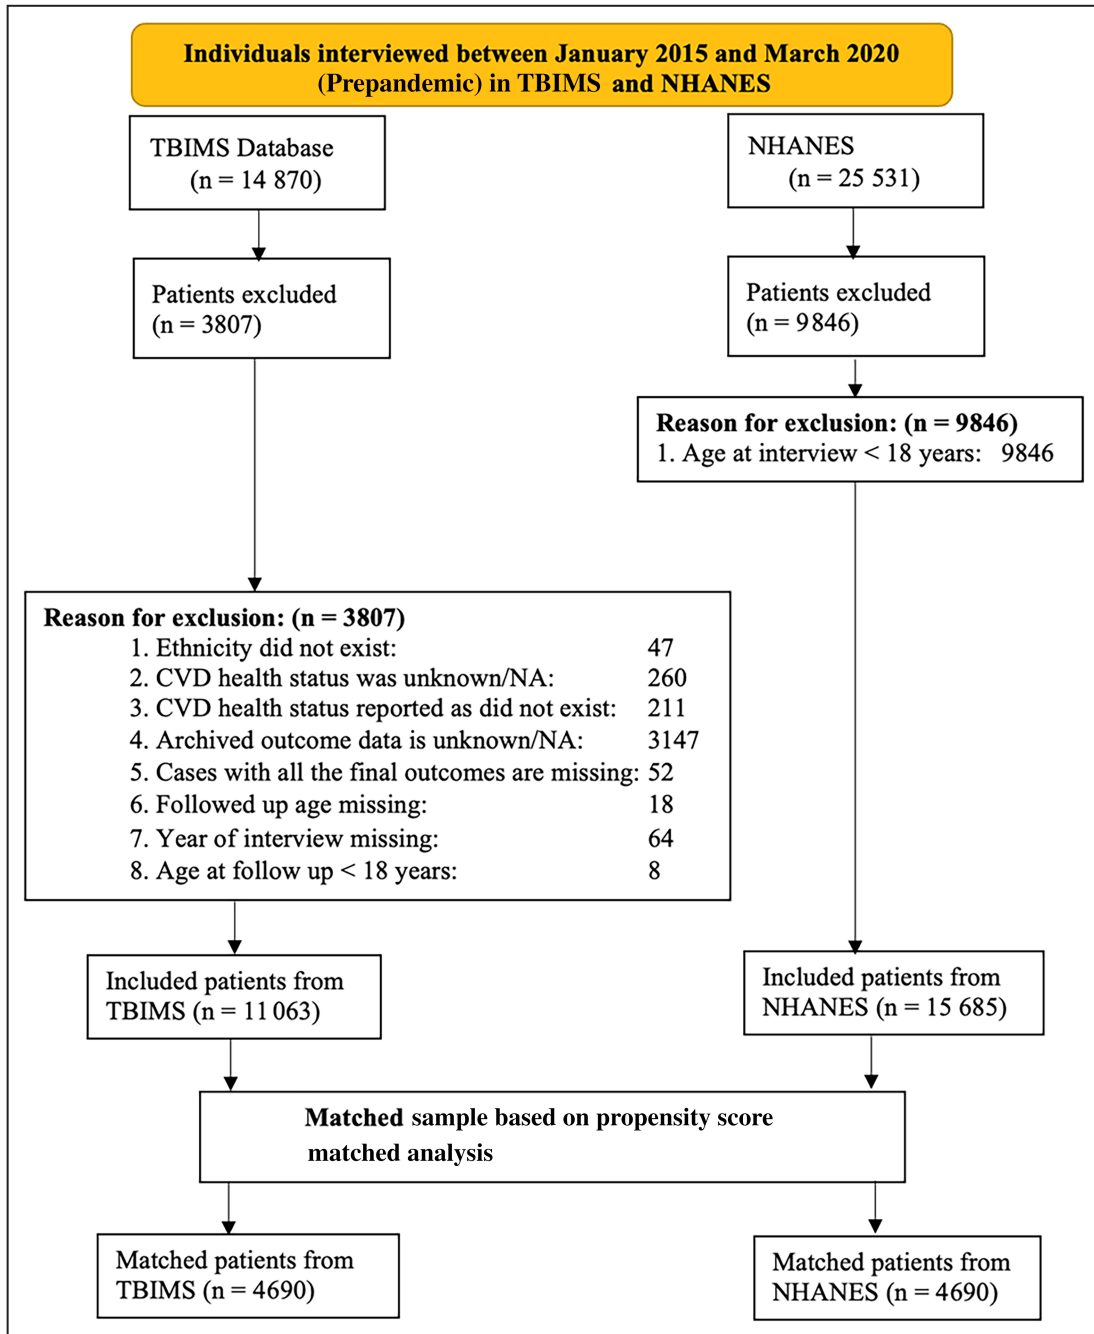 Individuals interviewed between January 2015 and March 2020
(Prepandemic) in TBIMS and NHANES
TBIMS Database
(n = 14 870)
NHANES
(n = 25 531)
Patients excluded
(n = 3807)
Patients excluded
(n = 9846)
Reason for exclusion: (n = 9846)
1. Age at interview < 18 years: 9846
Reason for exclusion: (n = 3807)
1. Ethnicity did not exist: 47
2. CVD health status was unknown/NA: 260
3. CVD health status reported as did not exist: 211
4. Archived outcome data is unknown/NA: 3147
5. Cases with all the final outcomes are missing: 52
6. Followed up age missing: 18
7. Year of interview missing: 64
8. Age at follow up < 18 years: 8
Included patients from
TBIMS (n = 11 063)
Included patients from
NHANES (n = 15 685)
Matched sample based on propensity score
matched analysis
Matched patients from
TBIMS (n = 4690)
Matched patients from
NHANES (n = 4690)